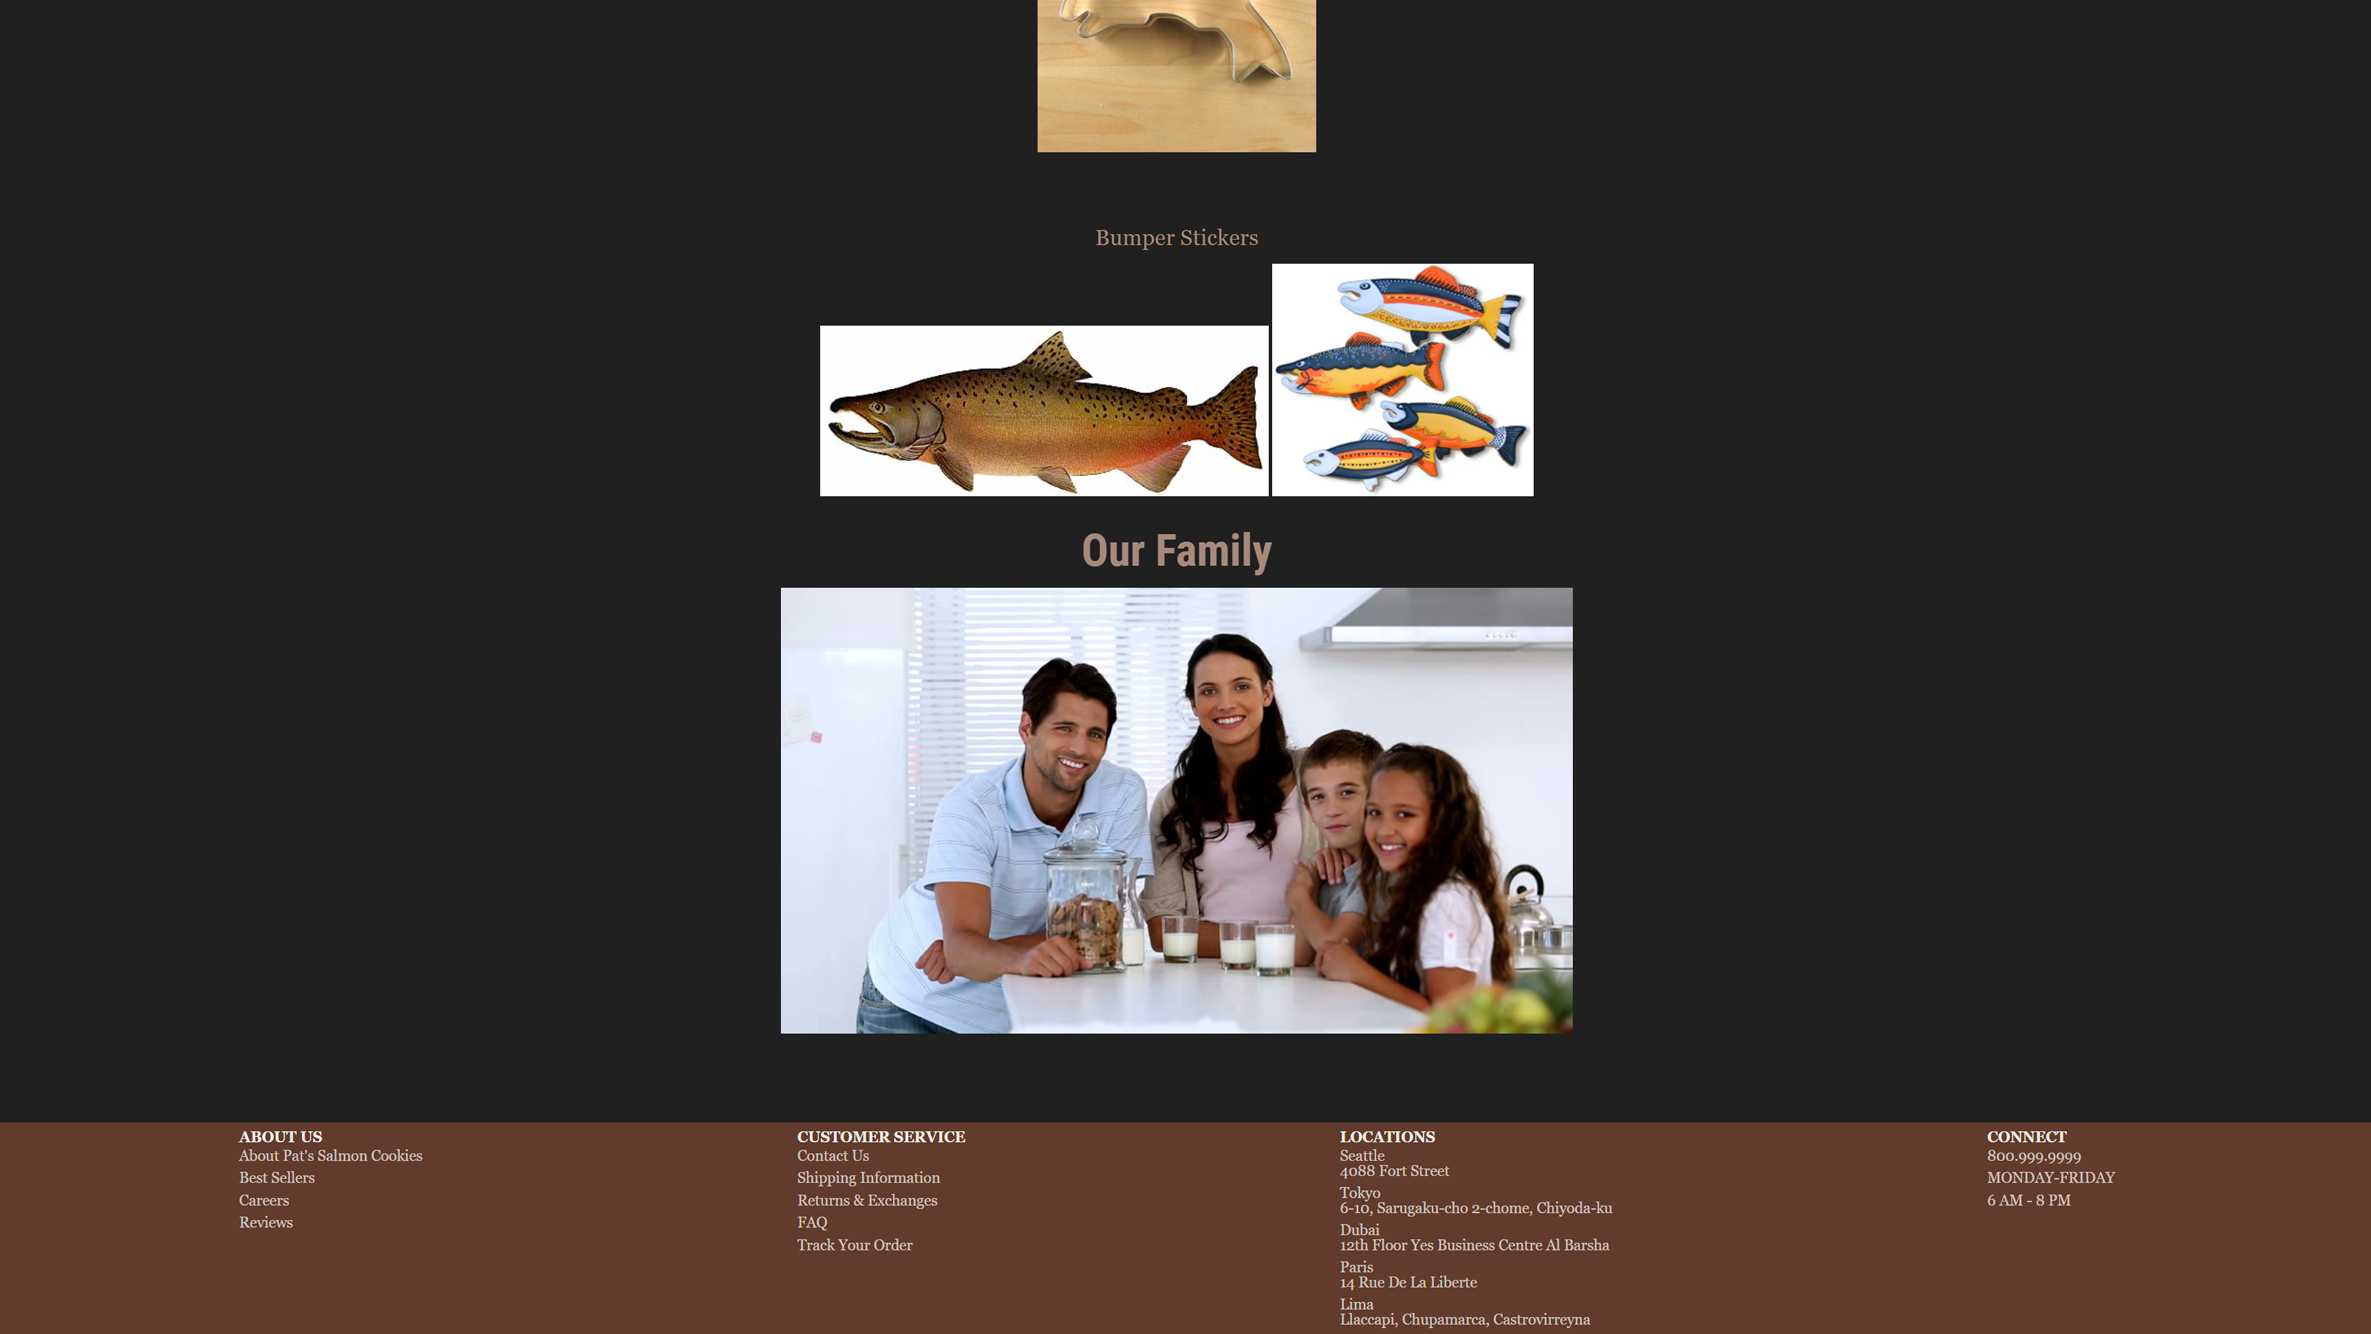 Bumper Stickers
Our Family
ABOUT US
About Pat's Salmon Cookies
Best Sellers
Careers
Reviews
CUSTOMER SERVICE
Contact Us
Shipping Information
Returns & Exchanges
FAQ
Track Your Order
LOCATIONS
Seattle
4088 Fort Street
Tokyo
6-10, Sarugaku-cho 2-chome, Chiyoda-ku
Dubai
12th Floor Yes Business Centre Al Barsha
Paris
14 Rue De La Liberte
Lima
Llaccapi, Chupamarca, Castrovirreyna
CONNECT
800.999.9999
MONDAY-FRIDAY
6 AM - 8 PM